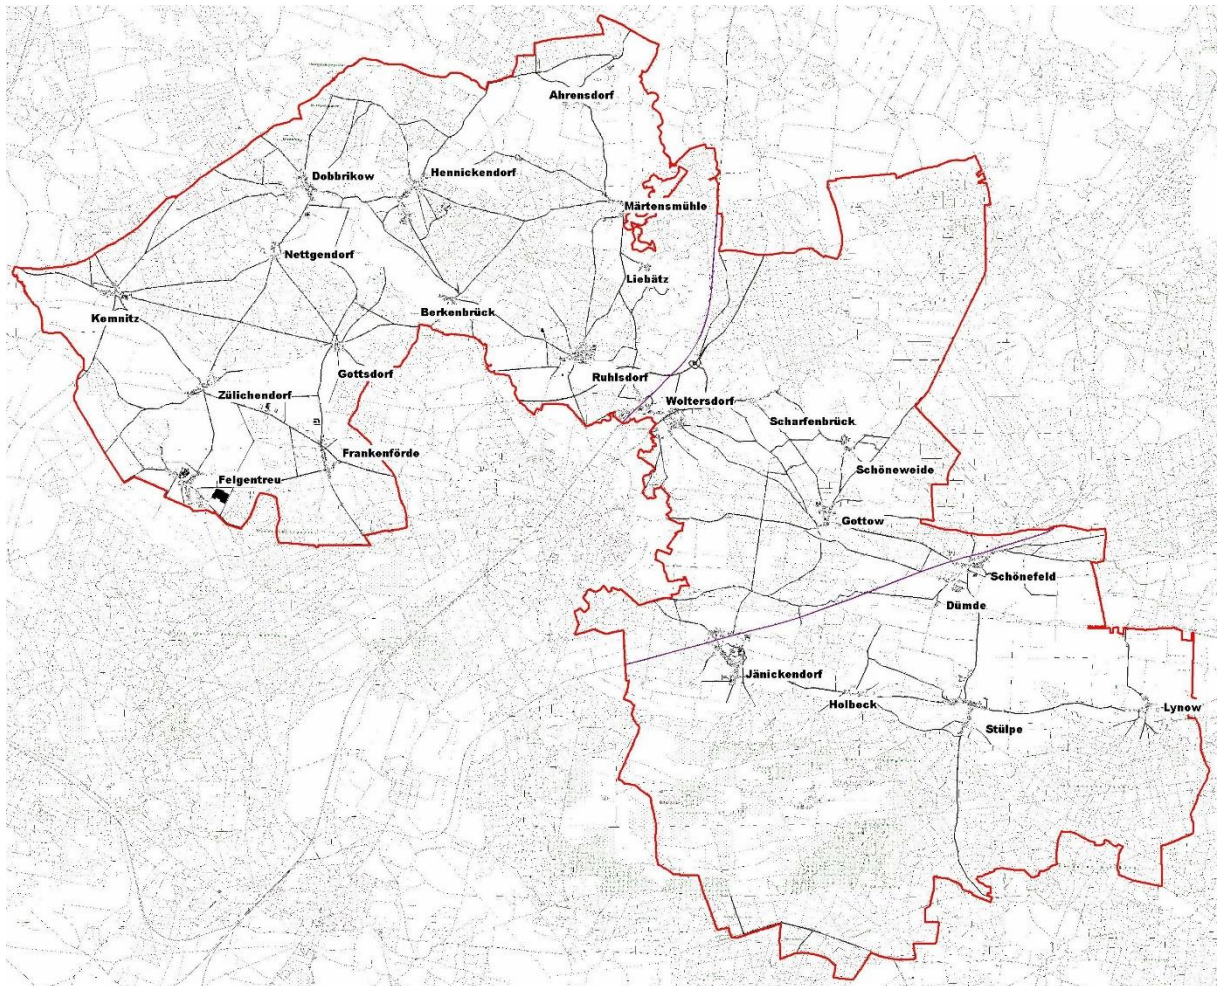 Ahrensdorf
Dobbrikow
Hennickendorf
Märtensmühle
Nettgendorf
Liebätz
Kemnitz
Berkenbrück
Gottsdorf
Ruhlsdorf
Zülichendorf
Woltersdorf
Scharfenbrück
Frankenförde
Schöneweide
Felgentreu
Gottow
Schönefeld
Dümde
Jänickendorf
Holbeck
Lynow
Stülpe